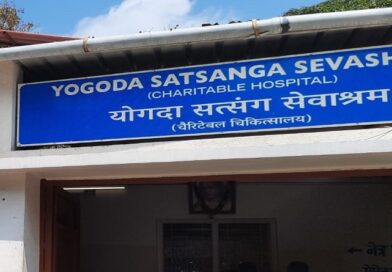 YOGODA SATSANGA SEVASH
(CHARITABLE HOSPITAL)
योगदा सत्संग सेवाश्रम
(चैरिटेबल चिकित्सालय)
← नेत्र